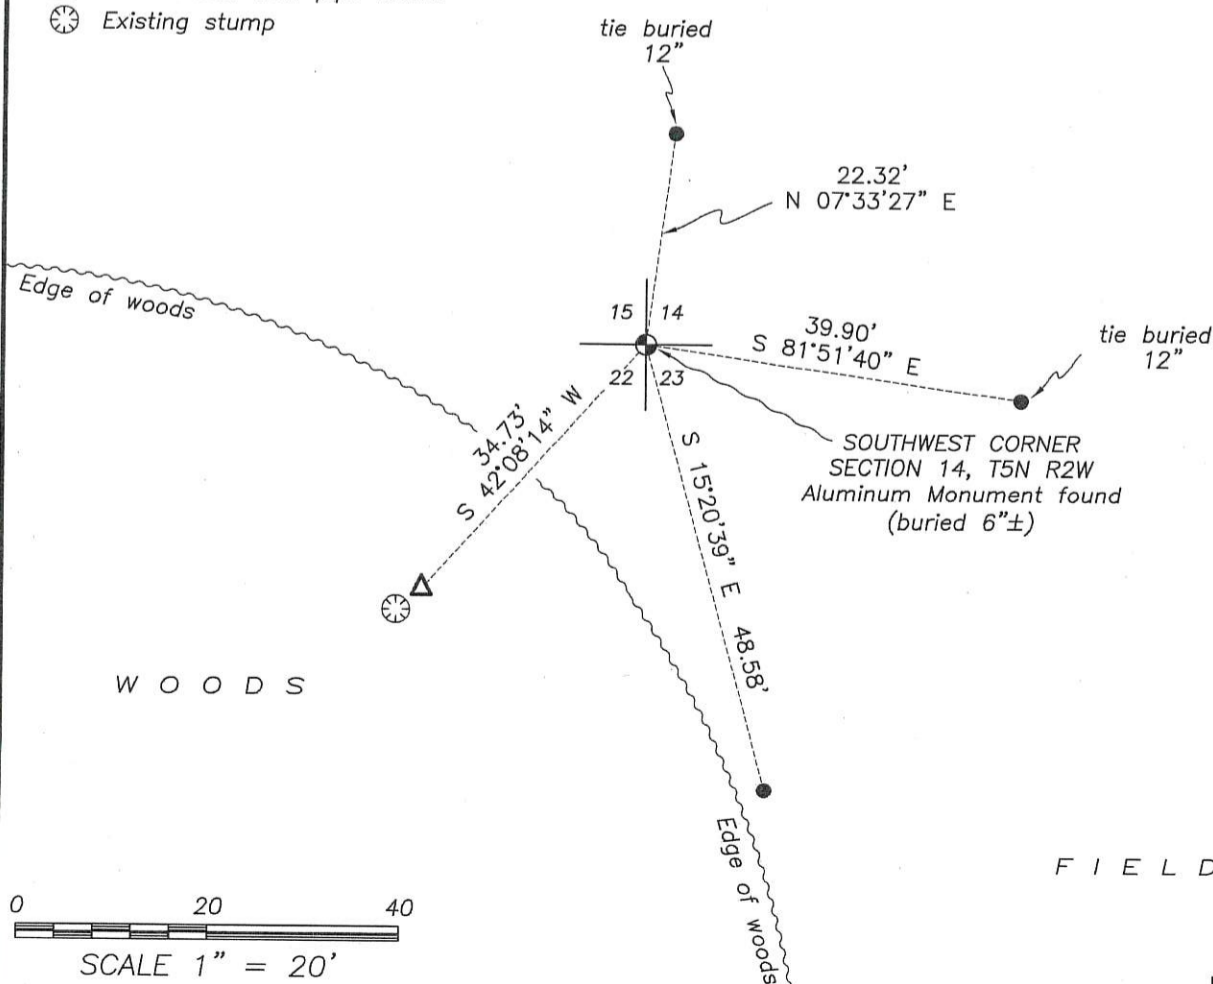 Existing stump
tie buried
12"
22.32'
N 07°33'27" E
Edge of woods
15 14
22 23
39.90'
S 81°51'40" E
tie buried
12"
34.73'
S 42°08'14" W
S 15°20'39" E 48.58'
SOUTHWEST CORNER
SECTION 14, T5N R2W
Aluminum Monument found
(buried 6"±)
WOODS
Edge of woods
FIELD
0 20 40
SCALE 1" = 20'